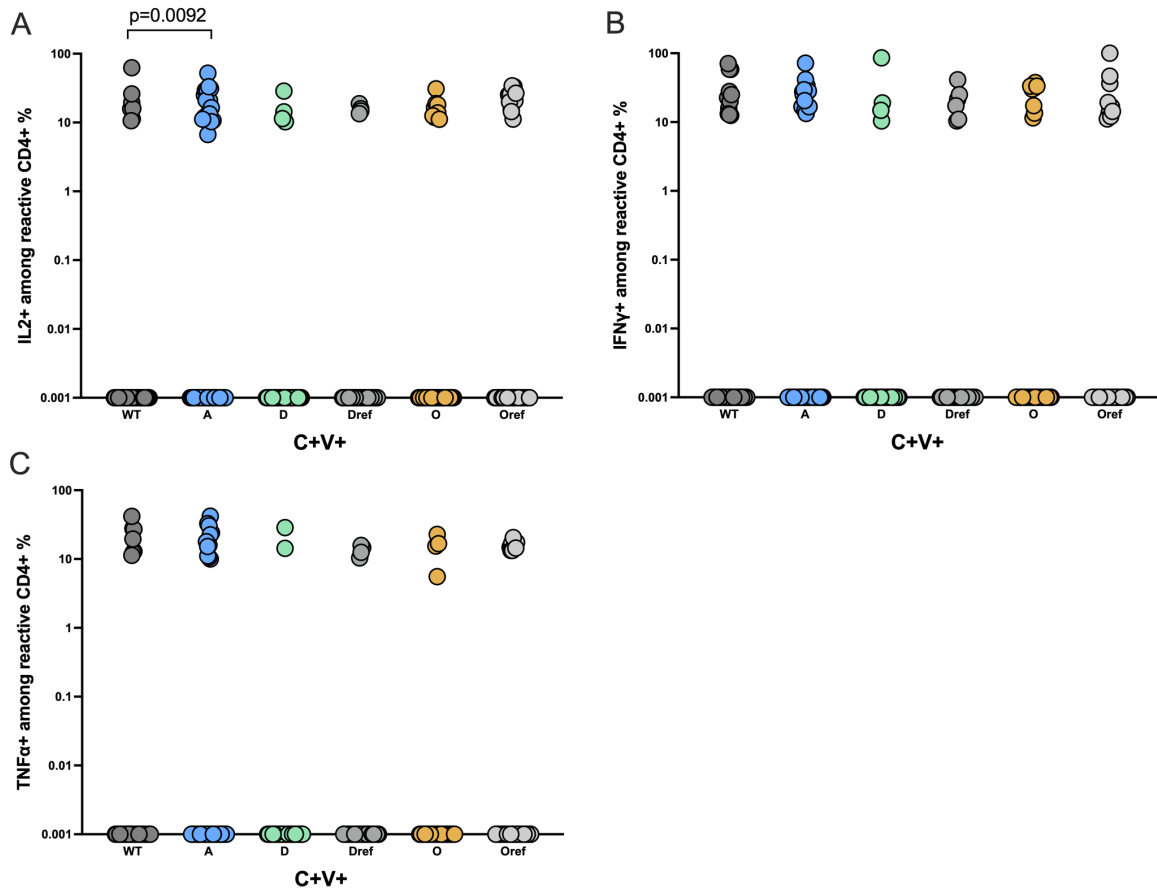 A
p=0.0092
IL2+ among reactive CD4+ %
100
10
1
0.1
0.01
0.001
WT A D Dref O Oref
C+V+
B
IFNγ+ among reactive CD4+ %
100
10
1
0.1
0.01
0.001
WT A D Dref O Oref
C+V+
C
TNFα+ among reactive CD4+ %
100
10
1
0.1
0.01
0.001
WT A D Dref O Oref
C+V+